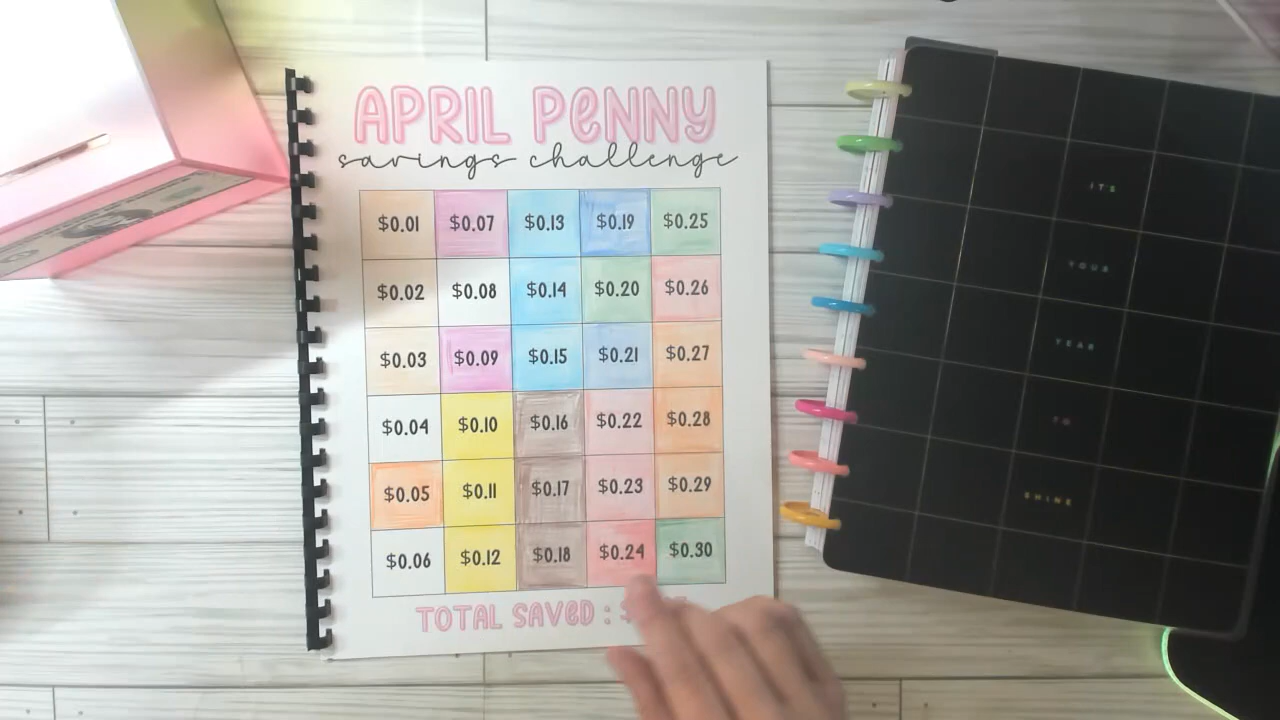 APRIL PENNY
savings challenge
$0.01 $0.07 $0.13 $0.19 $0.25
$0.02 $0.08 $0.14 $0.20 $0.26
$0.03 $0.09 $0.15 $0.21 $0.27
$0.04 $0.10 $0.16 $0.22 $0.28
$0.05 $0.11 $0.17 $0.23 $0.29
$0.06 $0.12 $0.18 $0.24 $0.30
TOTAL SAVED : $
IT'S
YOUR
YEAR
TO
SHINE